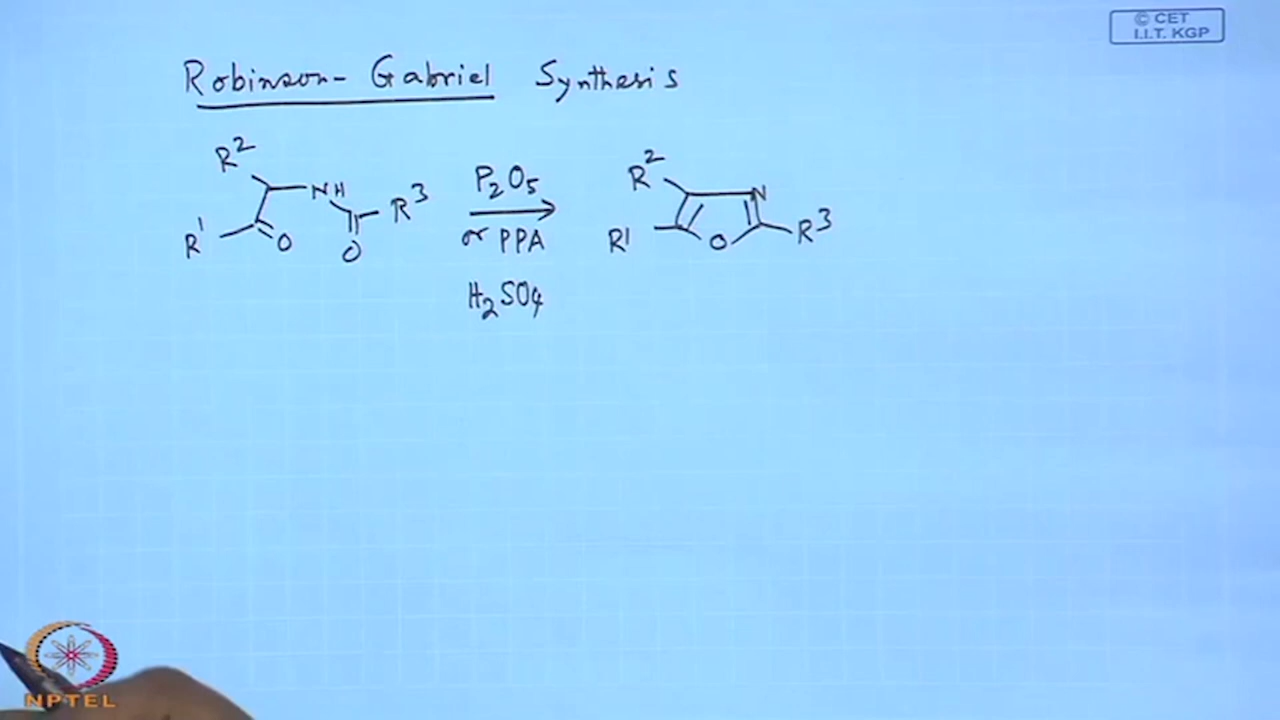 © CET
I.I.T. KGP
Robinson- Gabriel Synthesis
R² NH R³ R¹ O O
P₂O₅
or PPA
H₂SO₄
R² N R¹ O R³
NPTEL